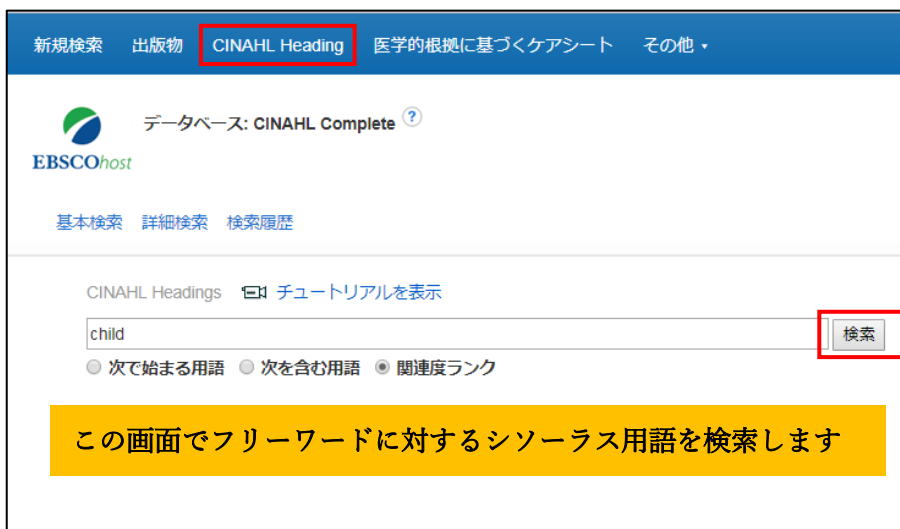 新規検索 出版物 CINAHL Heading 医学的根拠に基づくケアシート その他
データベース: CINAHL Complete ?
EBSCOhost
基本検索 詳細検索 検索履歴
CINAHL Headings チュートリアルを表示
child 検索
次で始まる用語 次を含む用語 関連度ランク
この画面でフリーワードに対するシソーラス用語を検索します